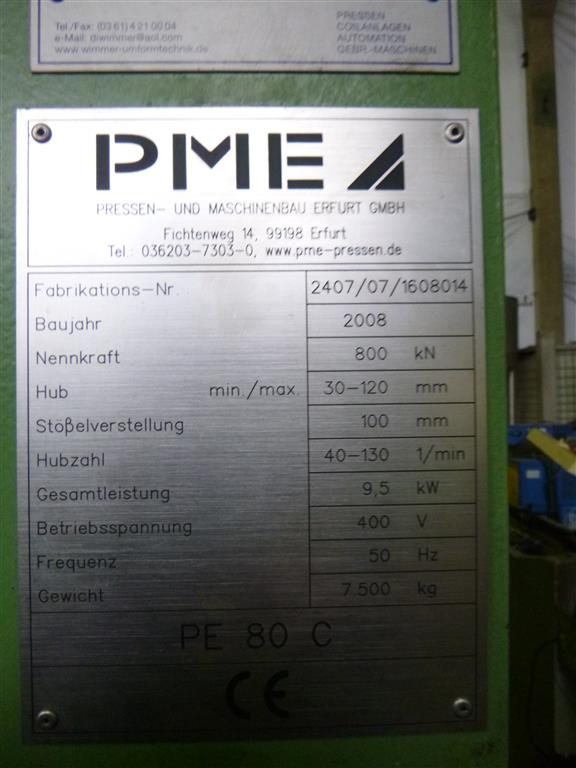 Tel./Fax: (0361) 4 21 00 04
e-Mail: diwimmer@aol.com
www.wimmer-umformtechnik.de
PRESSEN
COILANLAGEN
AUTOMATION
GEBR.-MASCHINEN
PME
PRESSEN- UND MASCHINENBAU ERFURT GMBH
Fichtenweg 14, 99198 Erfurt
Tel.: 036203-7303-0, www.pme-pressen.de
Fabrikations-Nr. 2407/07/1608014
Baujahr 2008
Nennkraft 800 kN
Hub min./max. 30-120 mm
Stößelverstellung 100 mm
Hubzahl 40-130 1/min
Gesamtleistung 9,5 kW
Betriebsspannung 400 V
Frequenz 50 Hz
Gewicht 7.500 kg
PE 80 C
CE